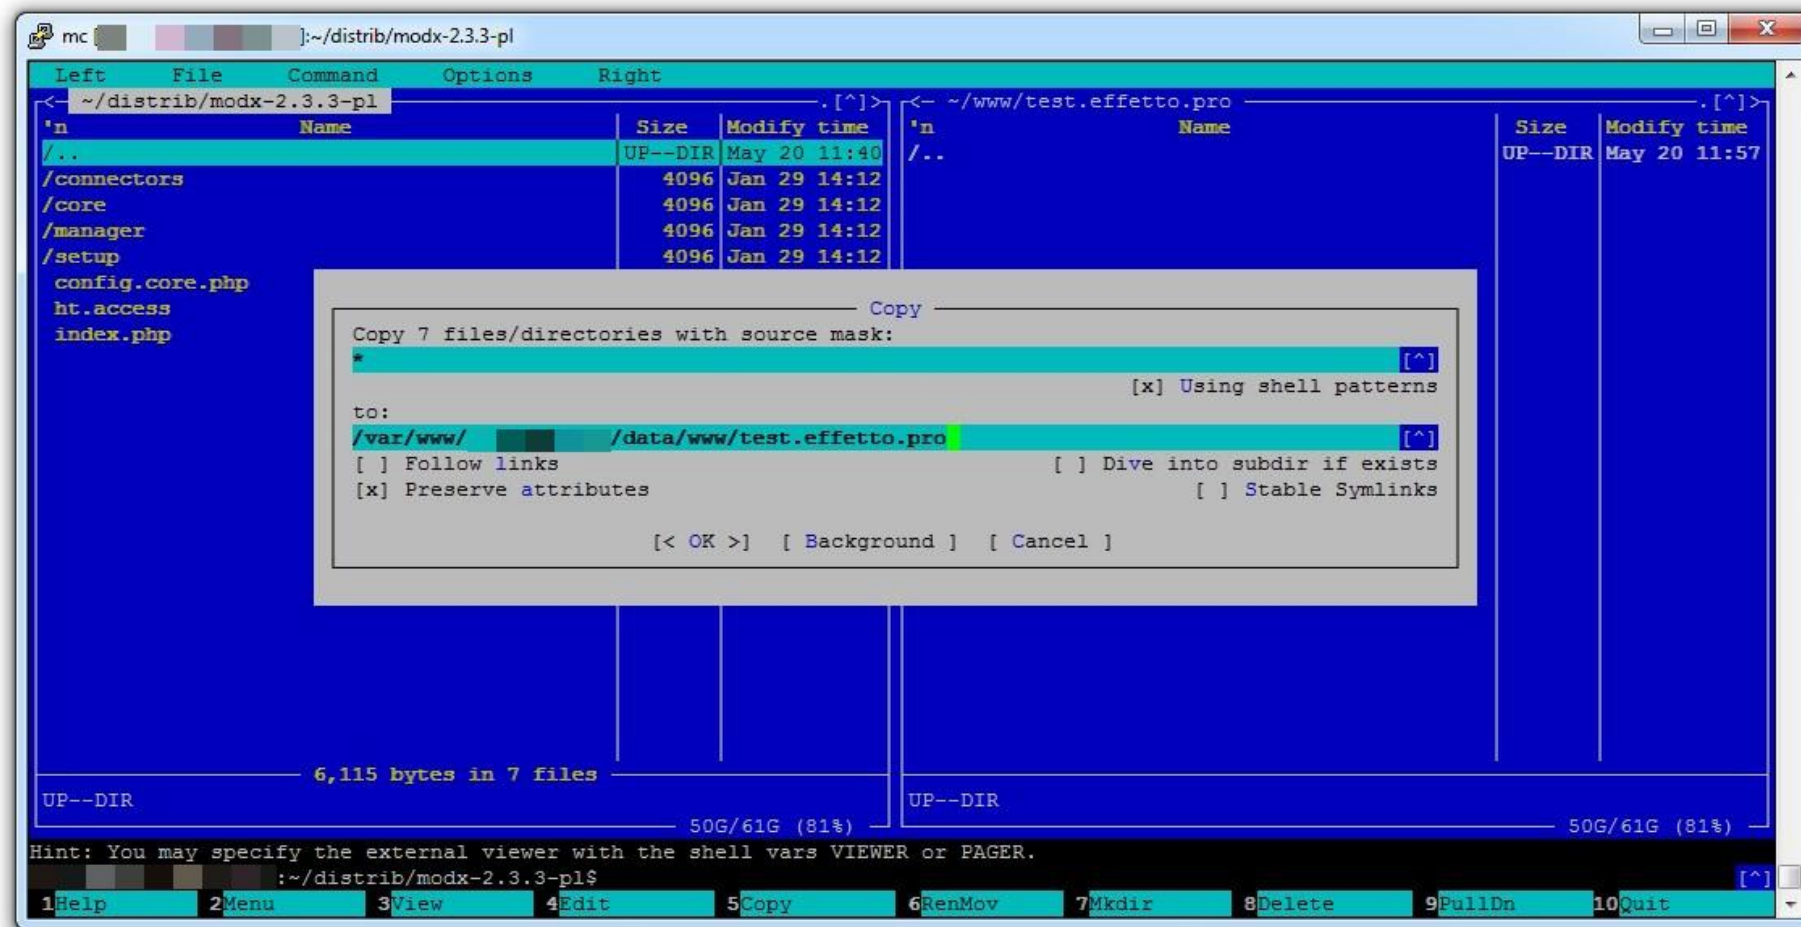 mc [ ]:~/distrib/modx-2.3.3-pl
Left File Command Options Right
<- ~/distrib/modx-2.3.3-pl .[^]>
'n Name Size Modify time
/.. UP--DIR May 20 11:40
/connectors 4096 Jan 29 14:12
/core 4096 Jan 29 14:12
/manager 4096 Jan 29 14:12
/setup 4096 Jan 29 14:12
config.core.php
ht.access
index.php
6,115 bytes in 7 files
UP--DIR
50G/61G (81%)
<- ~/www/test.effetto.pro .[^]>
'n Name Size Modify time
/.. UP--DIR May 20 11:57
UP--DIR
50G/61G (81%)
Copy
Copy 7 files/directories with source mask:
* [^]
[x] Using shell patterns
to:
/var/www/ /data/www/test.effetto.pro [^]
[ ] Follow links [ ] Dive into subdir if exists
[x] Preserve attributes [ ] Stable Symlinks
[< OK >] [ Background ] [ Cancel ]
Hint: You may specify the external viewer with the shell vars VIEWER or PAGER.
:~/distrib/modx-2.3.3-pl$ [^]
1Help 2Menu 3View 4Edit 5Copy 6RenMov 7Mkdir 8Delete 9PullDn 10Quit